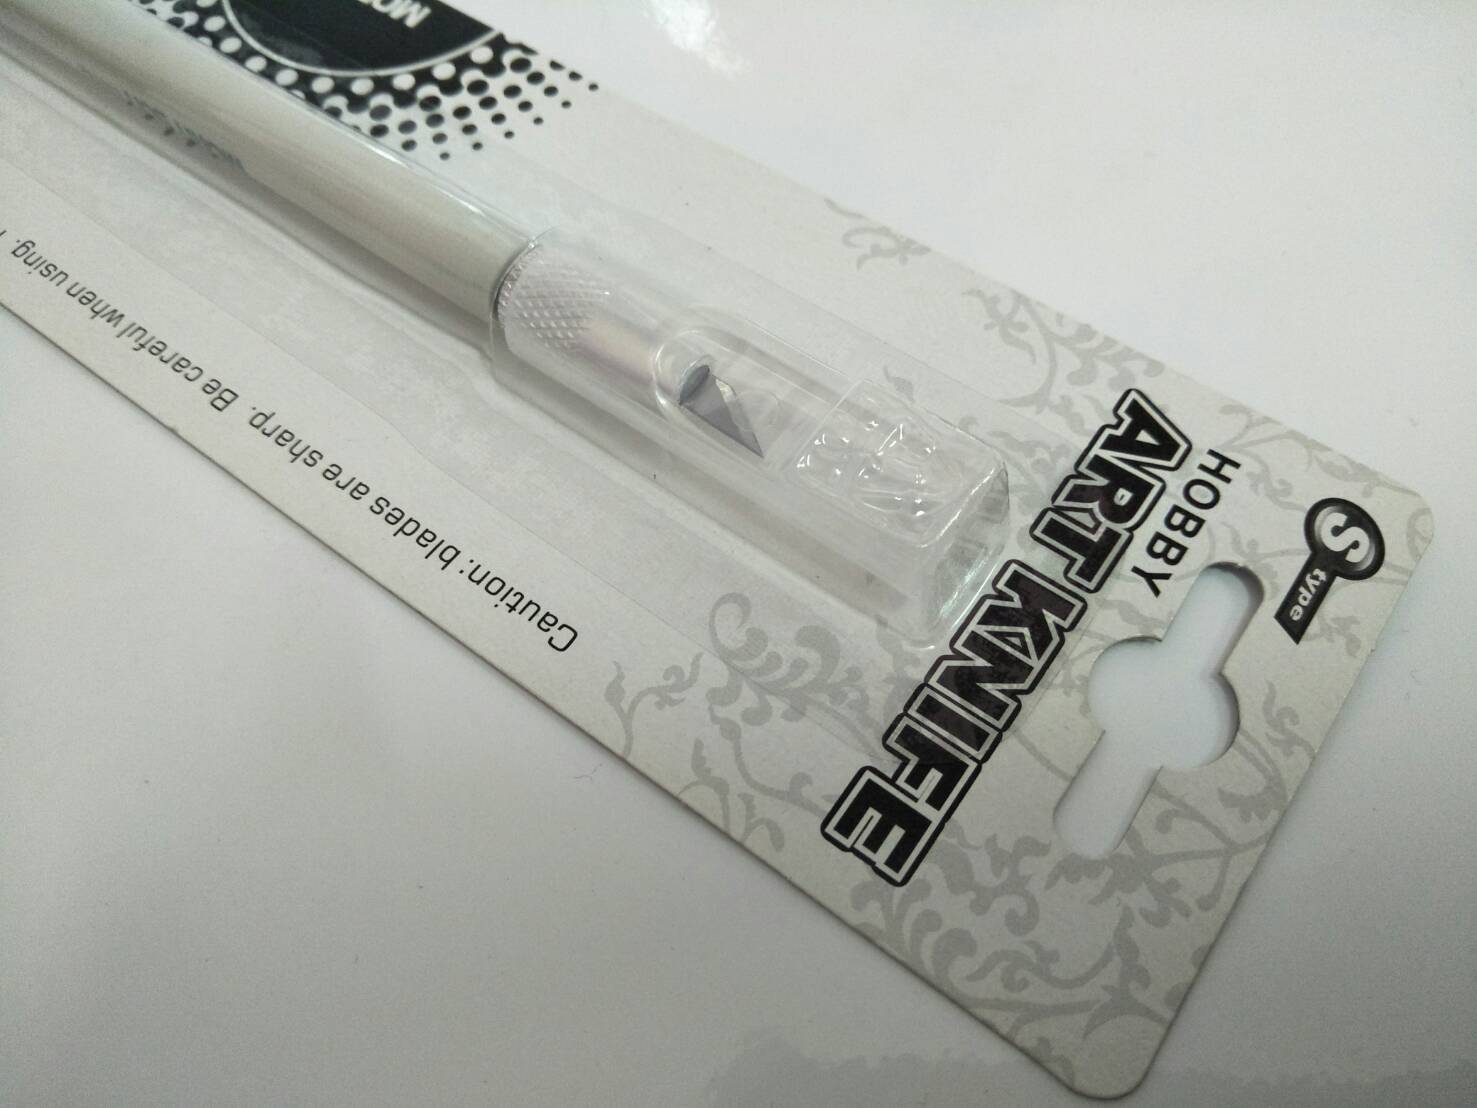 S
type
HOBBY
ART KNIFE
Caution: blades are sharp. Be careful when using.